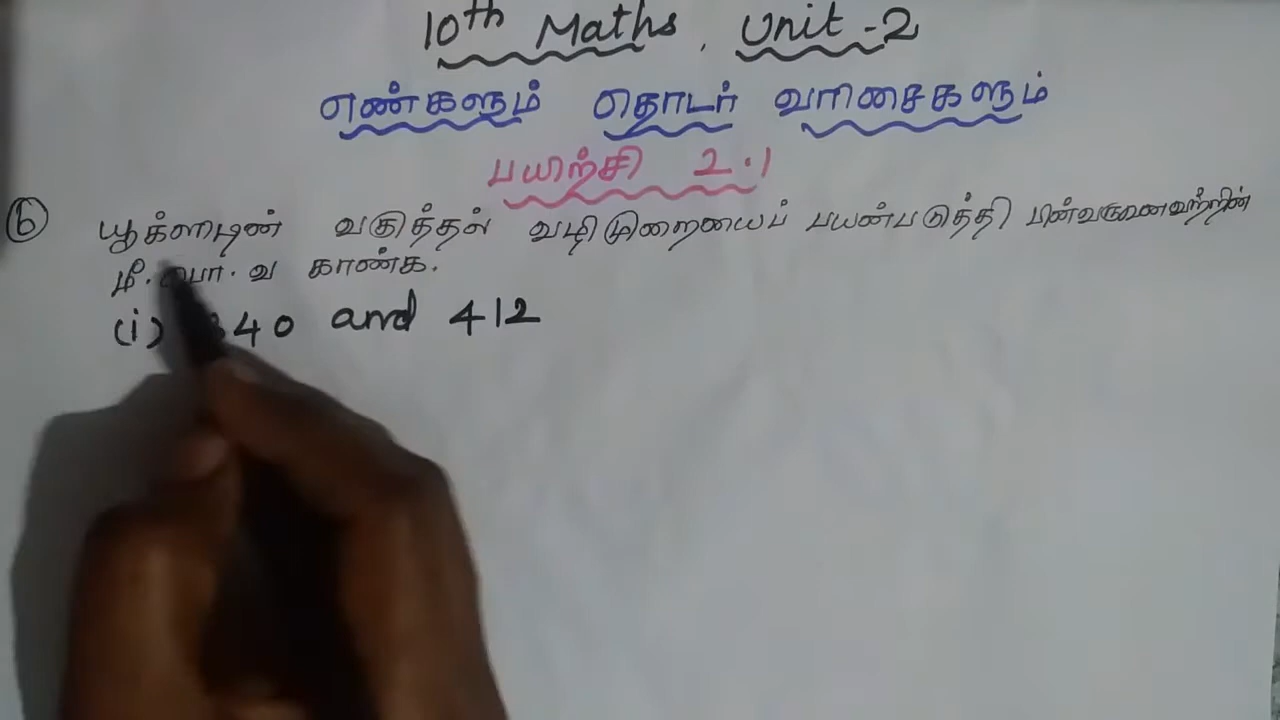 10th Maths, Unit-2
எண்களும் தொடர் வரிசைகளும்
பயிற்சி 2.1
6 யூக்ளிடின் வகுத்தல் வழிமுறையைப் பயன்படுத்தி பின்வருவனவற்றின்
மீ.பொ.வ காண்க.
(i) 340 and 412